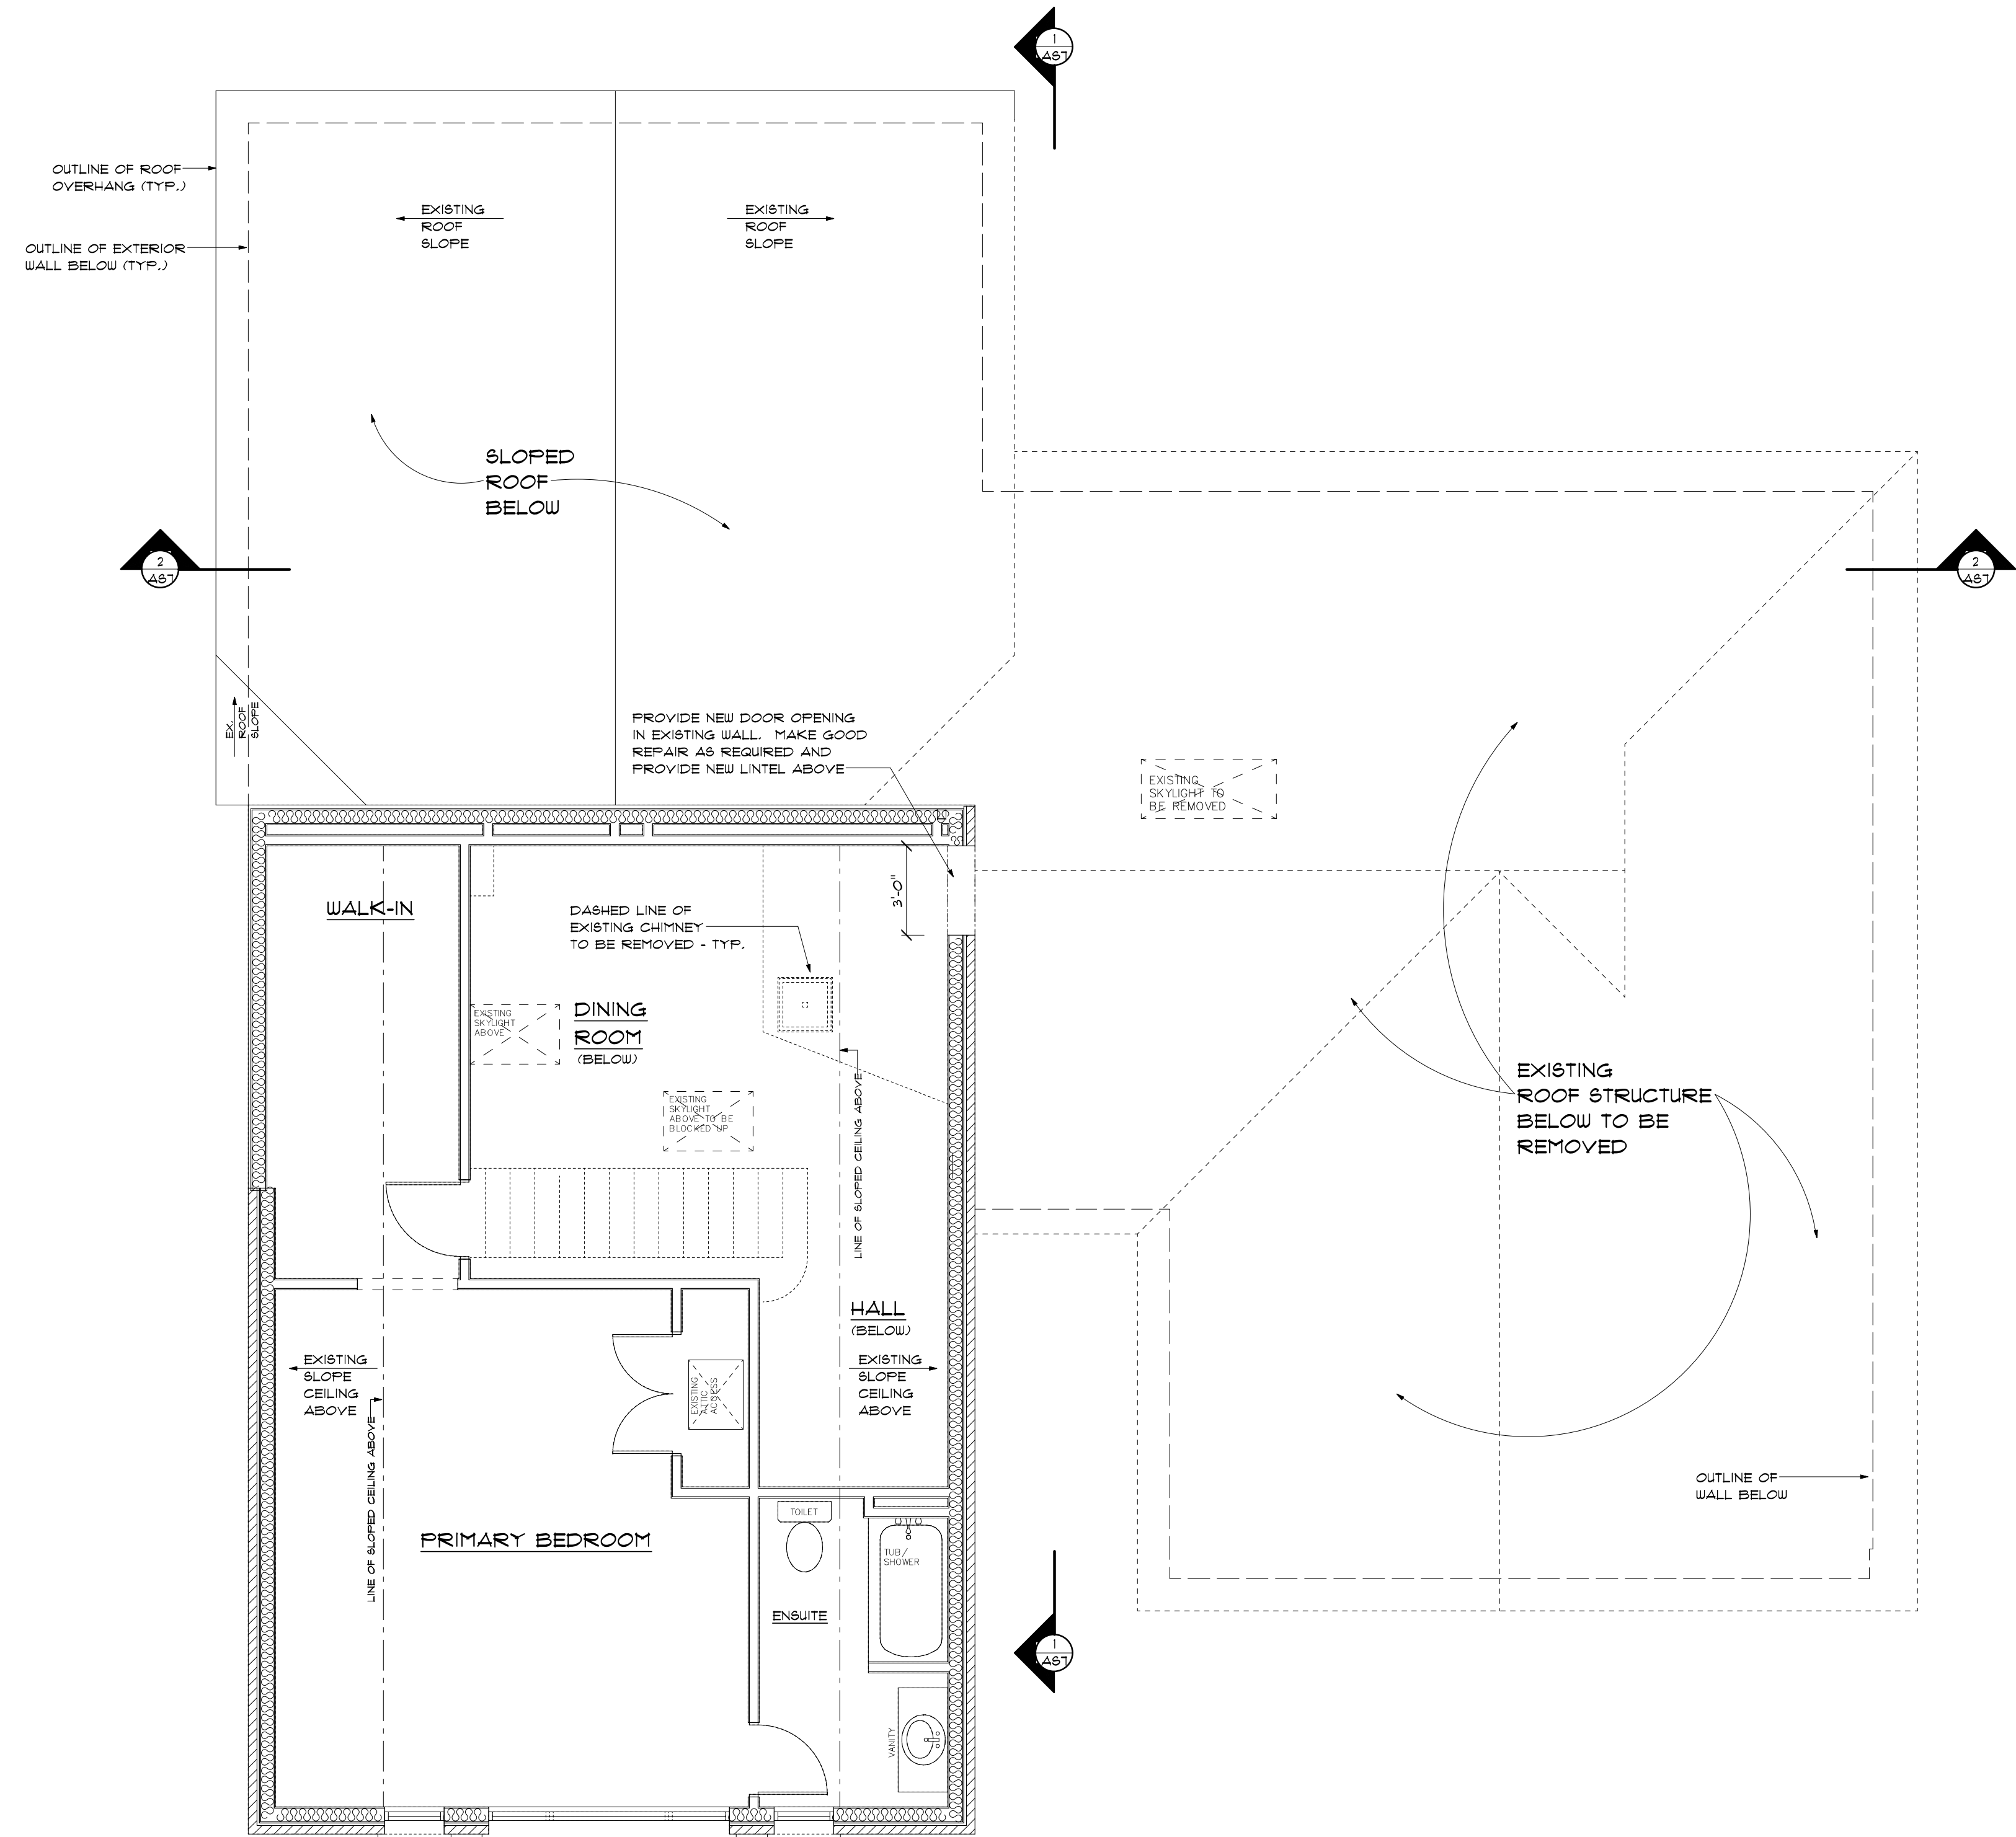 1
AS7
OUTLINE OF ROOF
OVERHANG (TYP.)
EXISTING
ROOF
SLOPE
EXISTING
ROOF
SLOPE
OUTLINE OF EXTERIOR
WALL BELOW (TYP.)
SLOPED
ROOF
BELOW
2
AS7
2
AS7
EX.
ROOF
SLOPE
PROVIDE NEW DOOR OPENING
IN EXISTING WALL. MAKE GOOD
REPAIR AS REQUIRED AND
PROVIDE NEW LINTEL ABOVE
EXISTING
SKYLIGHT TO
BE REMOVED
3'-0"
WALK-IN
DASHED LINE OF
EXISTING CHIMNEY
TO BE REMOVED - TYP.
EXISTING
SKYLIGHT
ABOVE
DINING
ROOM
(BELOW)
EXISTING
SKYLIGHT
ABOVE TO BE
BLOCKED UP
LINE OF SLOPED CEILING ABOVE
EXISTING
ROOF STRUCTURE
BELOW TO BE
REMOVED
HALL
(BELOW)
EXISTING
SLOPE
CEILING
ABOVE
EXISTING
ATTIC
ACCESS
EXISTING
SLOPE
CEILING
ABOVE
LINE OF SLOPED CEILING ABOVE
OUTLINE OF
WALL BELOW
PRIMARY BEDROOM
TOILET
TUB/
SHOWER
ENSUITE
1
AS7
VANITY